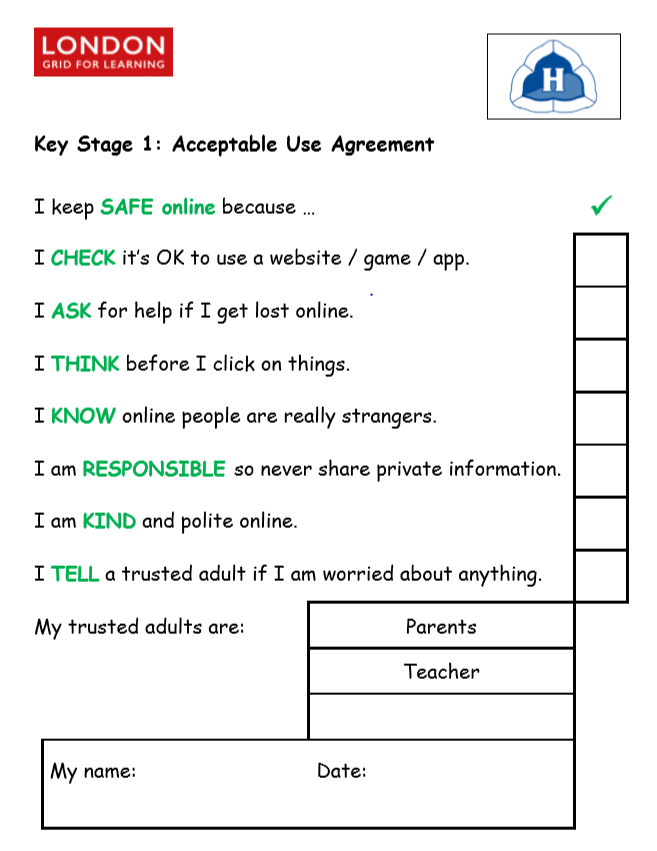 LONDON
GRID FOR LEARNING
H
Key Stage 1: Acceptable Use Agreement
I keep SAFE online because …
I CHECK it’s OK to use a website / game / app.
I ASK for help if I get lost online.
I THINK before I click on things.
I KNOW online people are really strangers.
I am RESPONSIBLE so never share private information.
I am KIND and polite online.
I TELL a trusted adult if I am worried about anything.
My trusted adults are:
Parents
Teacher
My name:
Date: